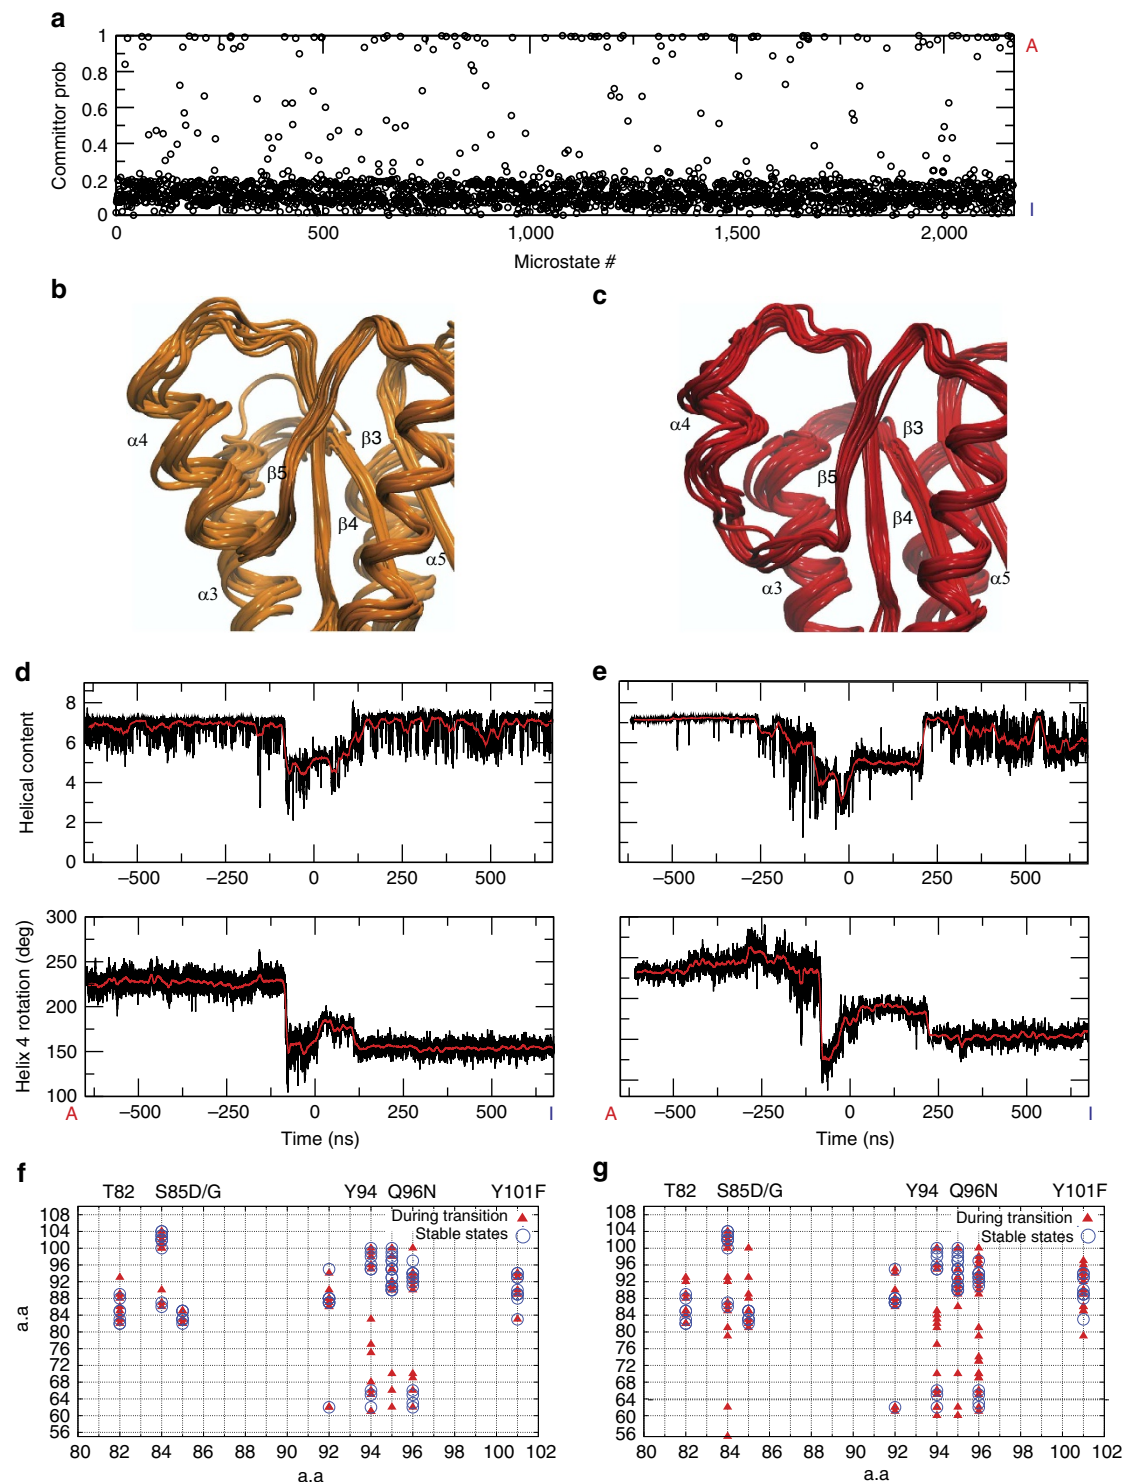 a
Committor prob
1
0.8
0.6
0.4
0.2
0
A
I
0
500
1,000
1,500
2,000
Microstate #
b
α4
β3
β5
β4
α5
α3
c
α4
β3
β5
β4
α5
α3
d
Helical content
8
6
4
2
0
−500
−250
0
250
500
e
−500
−250
0
250
500
Helix 4 rotation (deg)
300
250
200
150
100
A
−500
−250
0
250
500
I
Time (ns)
A
−500
−250
0
250
500
I
Time (ns)
f
T82
S85D/G
Y94
Q96N
Y101F
During transition
Stable states
a.a
108
104
100
96
92
88
84
80
76
72
68
64
60
56
80
82
84
86
88
90
92
94
96
98
100
102
a.a
g
T82
S85D/G
Y94
Q96N
Y101F
During transition
Stable states
108
104
100
96
92
88
84
80
76
72
68
64
60
56
80
82
84
86
88
90
92
94
96
98
100
102
a.a